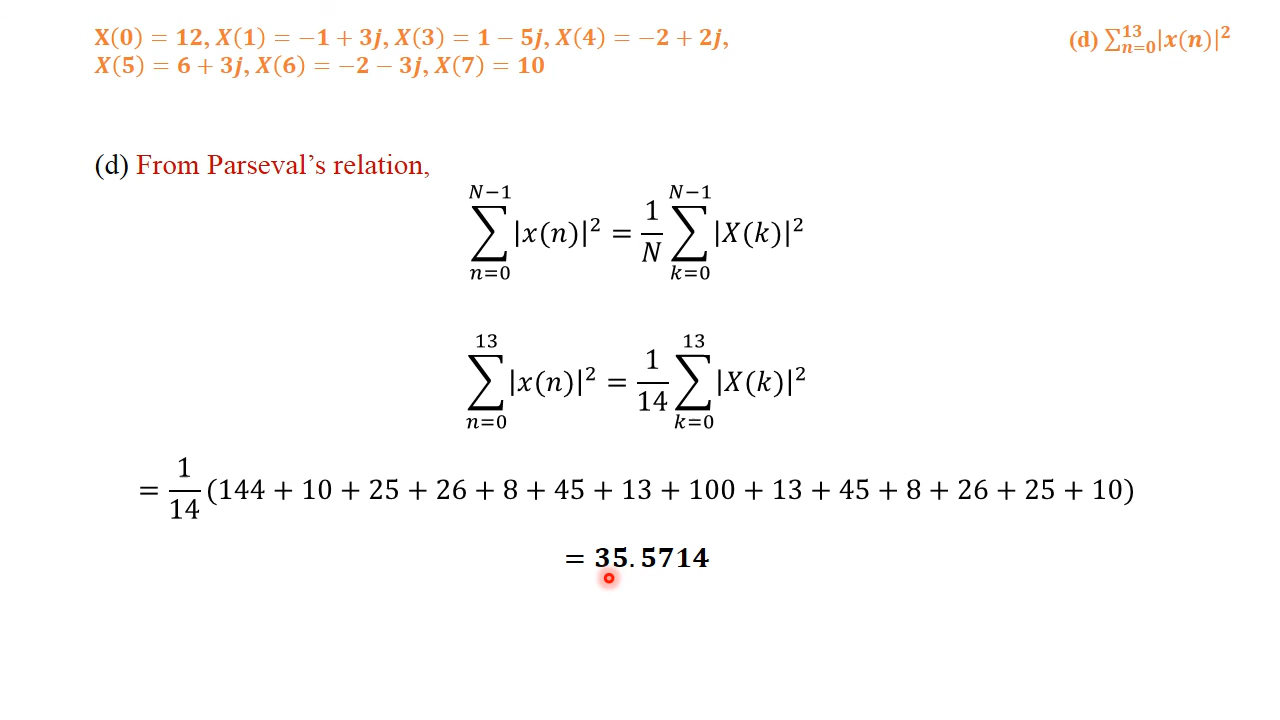 X(0) = 12, X(1) = −1 + 3j, X(3) = 1 − 5j, X(4) = −2 + 2j,
X(5) = 6 + 3j, X(6) = −2 − 3j, X(7) = 10
(d) ∑_{n=0}^{13}|x(n)|²
(d) From Parseval's relation,
∑_{n=0}^{N−1} |x(n)|² = \frac{1}{N} ∑_{k=0}^{N−1} |X(k)|²
∑_{n=0}^{13} |x(n)|² = \frac{1}{14} ∑_{k=0}^{13} |X(k)|²
= \frac{1}{14} (144 + 10 + 25 + 26 + 8 + 45 + 13 + 100 + 13 + 45 + 8 + 26 + 25 + 10)
= 35.5714